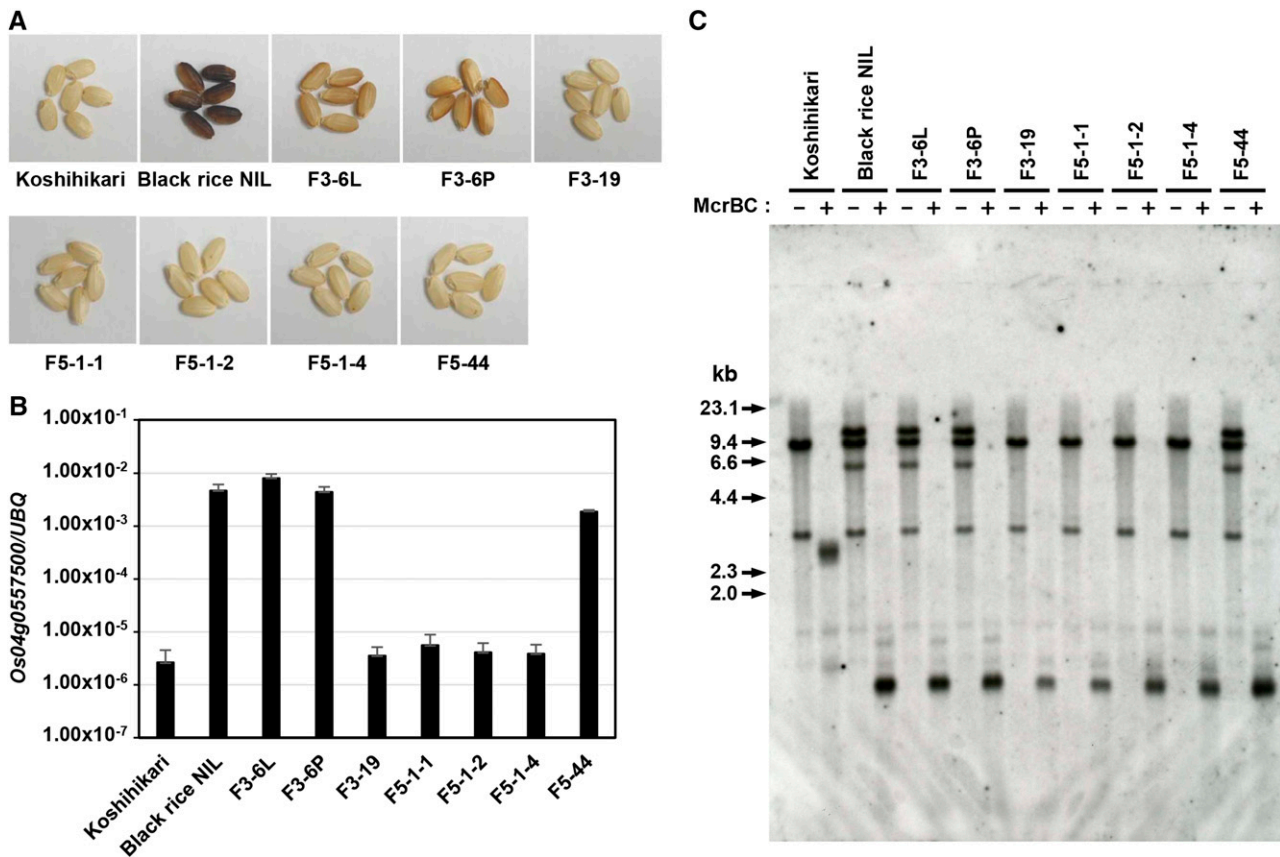 A
Koshihikari Black rice NIL F3-6L F3-6P F3-19
F5-1-1 F5-1-2 F5-1-4 F5-44
B
Os04g0557500/UBQ
1.00x10-1
1.00x10-2
1.00x10-3
1.00x10-4
1.00x10-5
1.00x10-6
1.00x10-7
Koshihikari
Black rice NIL
F3-6L
F3-6P
F3-19
F5-1-1
F5-1-2
F5-1-4
F5-44
C
Koshihikari
Black rice NIL
F3-6L
F3-6P
F3-19
F5-1-1
F5-1-2
F5-1-4
F5-44
McrBC : – + – + – + – + – + – + – + – + – +
kb
23.1
9.4
6.6
4.4
2.3
2.0